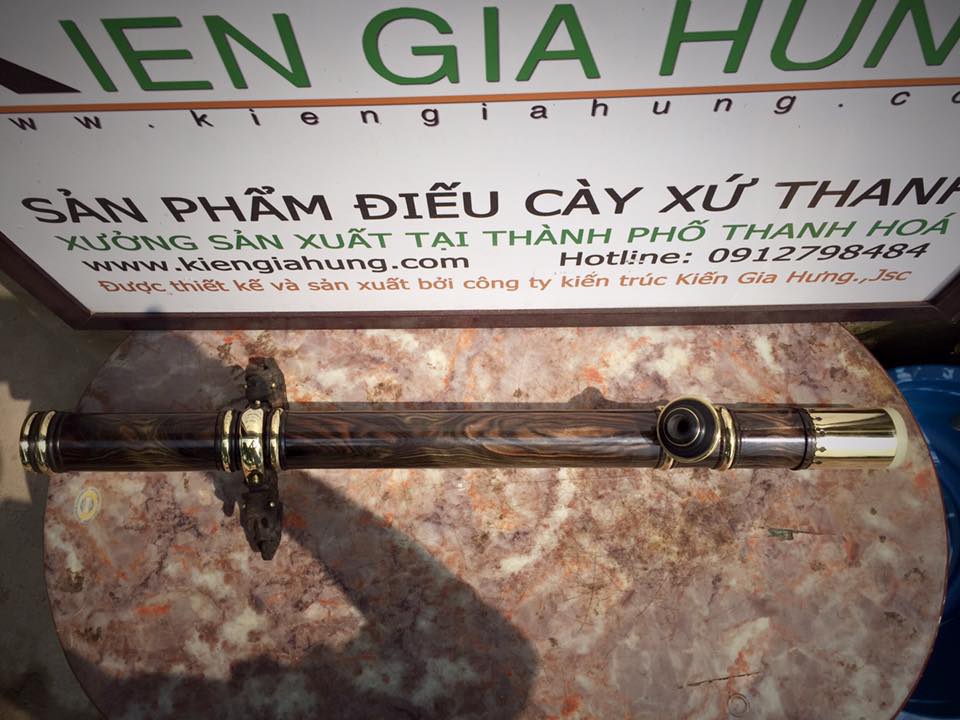 KIEN GIA HUNG
ww.kiengiahung.co
SẢN PHẨM ĐIẾU CÀY XỨ THANH
XƯỞNG SẢN XUẤT TẠI THÀNH PHỐ THANH HOÁ
www.kiengiahung.com Hotline: 0912798484
Được thiết kế và sản xuất bởi công ty kiến trúc Kiến Gia Hưng.,Jsc